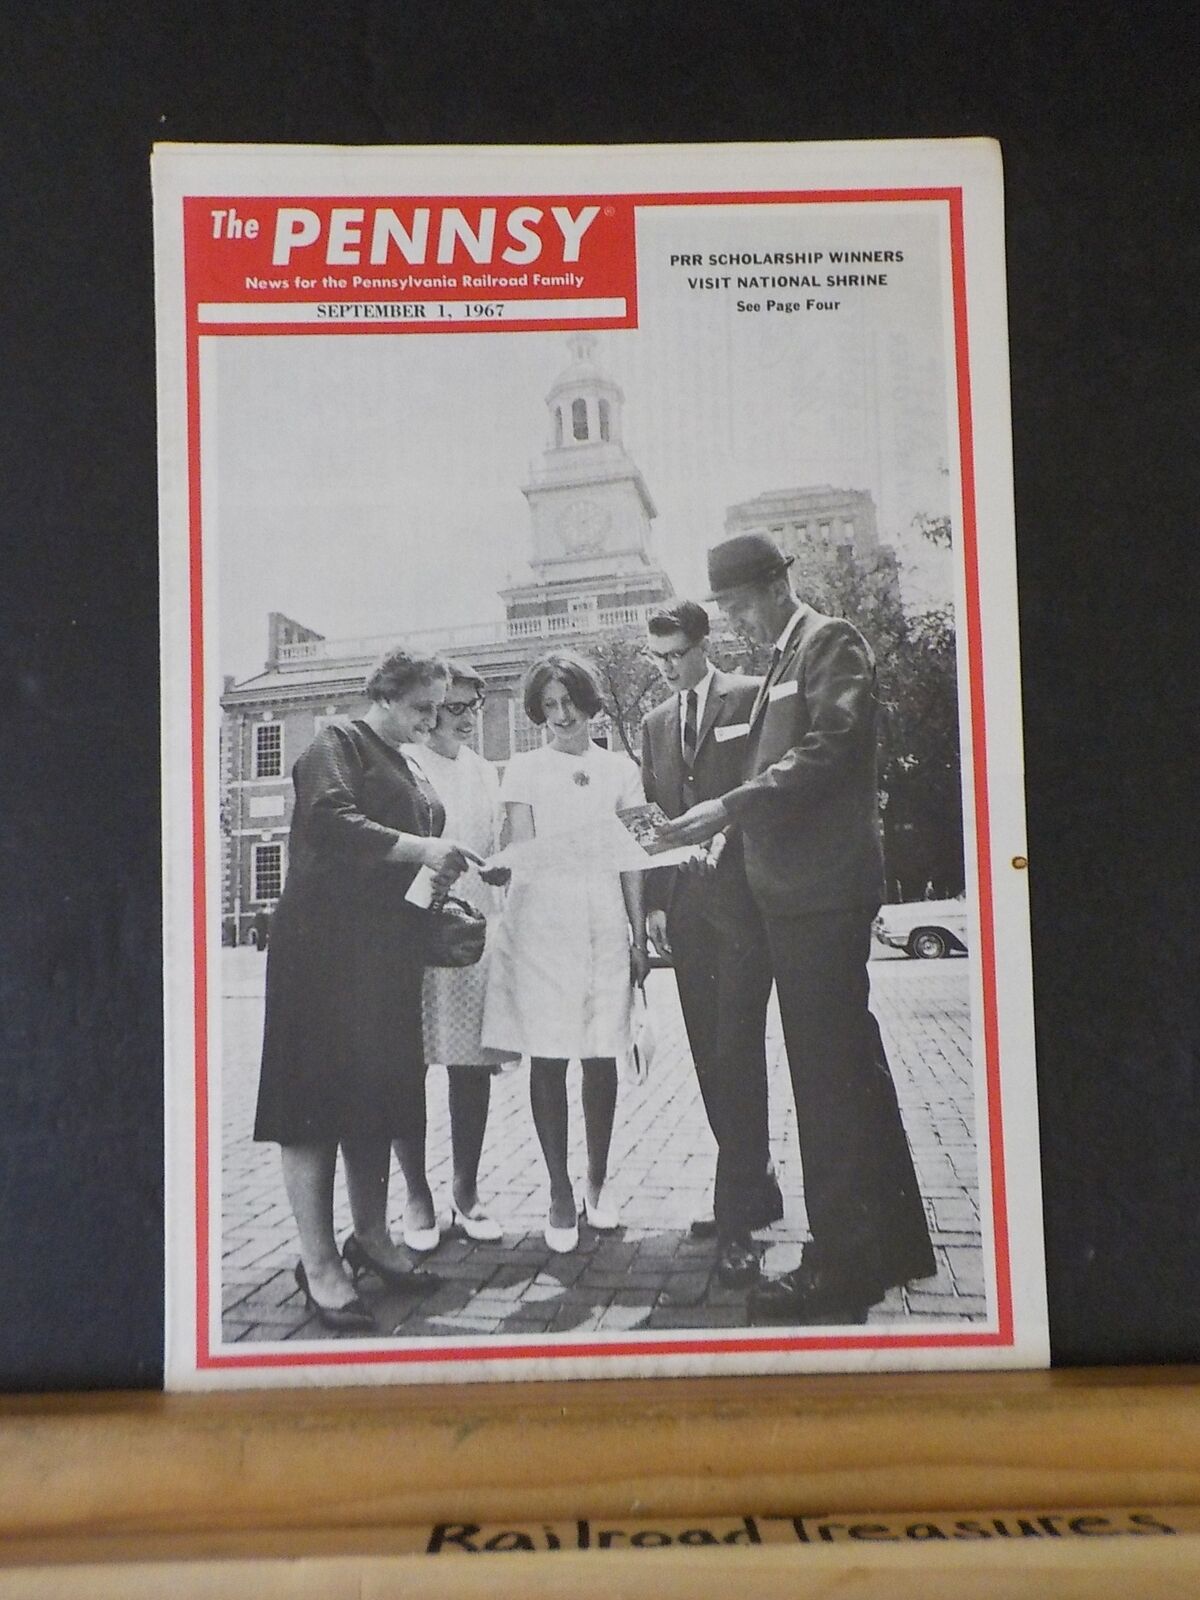 The PENNSY®
News for the Pennsylvania Railroad Family
SEPTEMBER 1, 1967
PRR SCHOLARSHIP WINNERS
VISIT NATIONAL SHRINE
See Page Four
Railroad Treasures